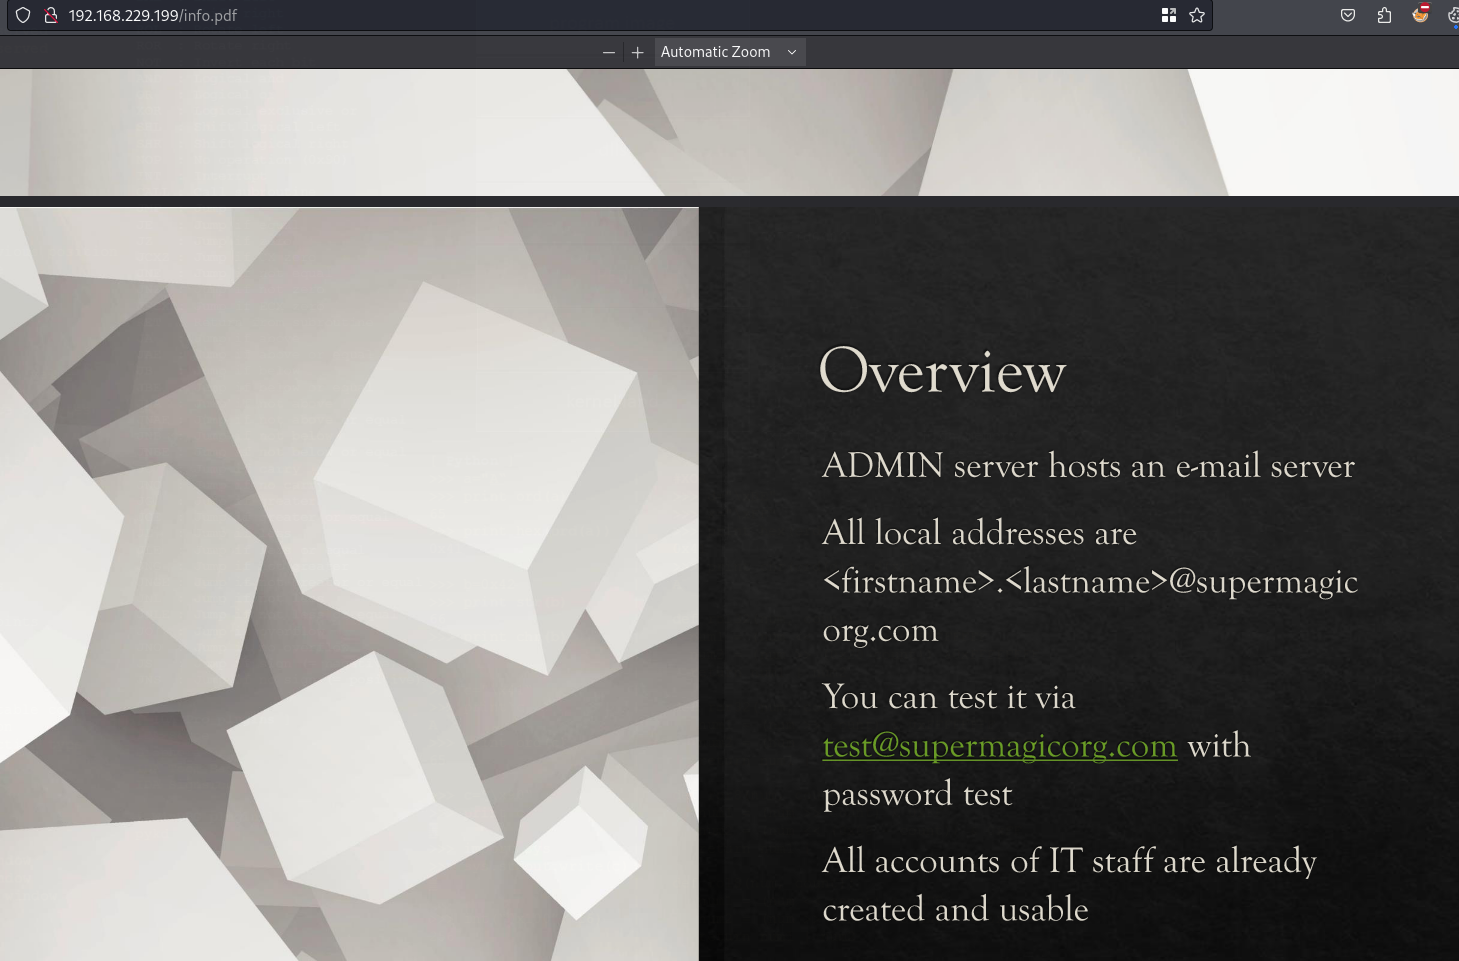 192.168.229.199/info.pdf
Automatic Zoom
Overview
ADMIN server hosts an e-mail server
All local addresses are
<firstname>.<lastname>@supermagic
org.com
You can test it via
test@supermagicorg.com with
password test
All accounts of IT staff are already
created and usable